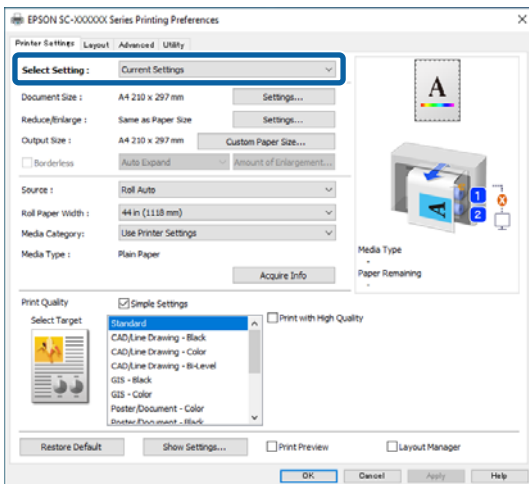 EPSON SC-XXXXXX Series Printing Preferences
Printer Settings Layout Advanced Utility
Select Setting : Current Settings
Document Size : A4 210 x 297 mm Settings...
Reduce/Enlarge : Same as Paper Size Settings...
Output Size : A4 210 x 297 mm Custom Paper Size...
Borderless Auto Expand Amount of Enlargement...
Source : Roll Auto
Roll Paper Width : 44 in (1118 mm)
Media Category: Use Printer Settings
Media Type : Plain Paper
Acquire Info
A
A
1
2
Media Type
-
Paper Remaining
-
Print Quality Simple Settings
Select Target
Standard
CAD/Line Drawing - Black
CAD/Line Drawing - Color
CAD/Line Drawing - Bi-Level
GIS - Black
GIS - Color
Poster/Document - Color
Poster/Document - Black
Print with High Quality
Restore Default Show Settings... Print Preview Layout Manager
OK Cancel Apply Help